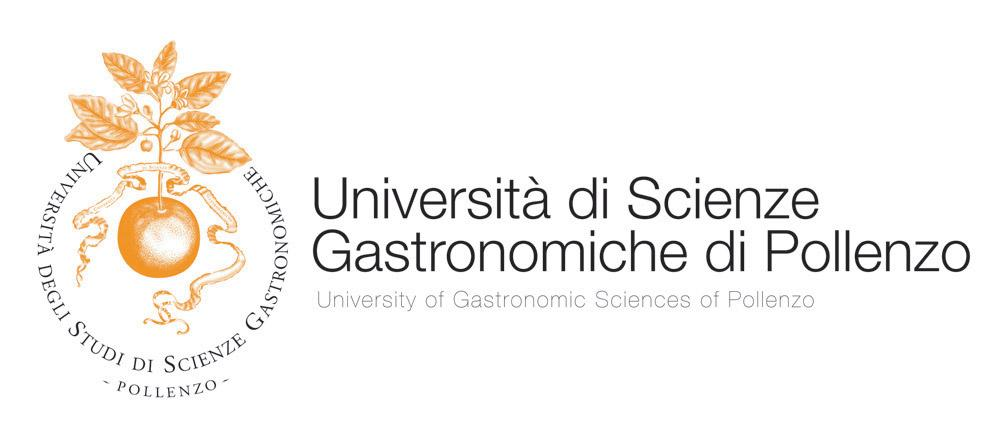 Università degli Studi di Scienze Gastronomiche
- POLLENZO -
Università di Scienze
Gastronomiche di Pollenzo
University of Gastronomic Sciences of Pollenzo